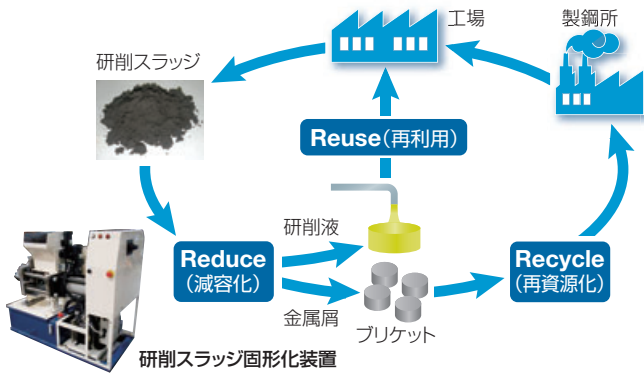 工場
製鋼所
研削スラッジ
Reuse(再利用)
研削液
Reduce
(減容化)
Recycle
(再資源化)
金属屑
ブリケット
研削スラッジ固形化装置